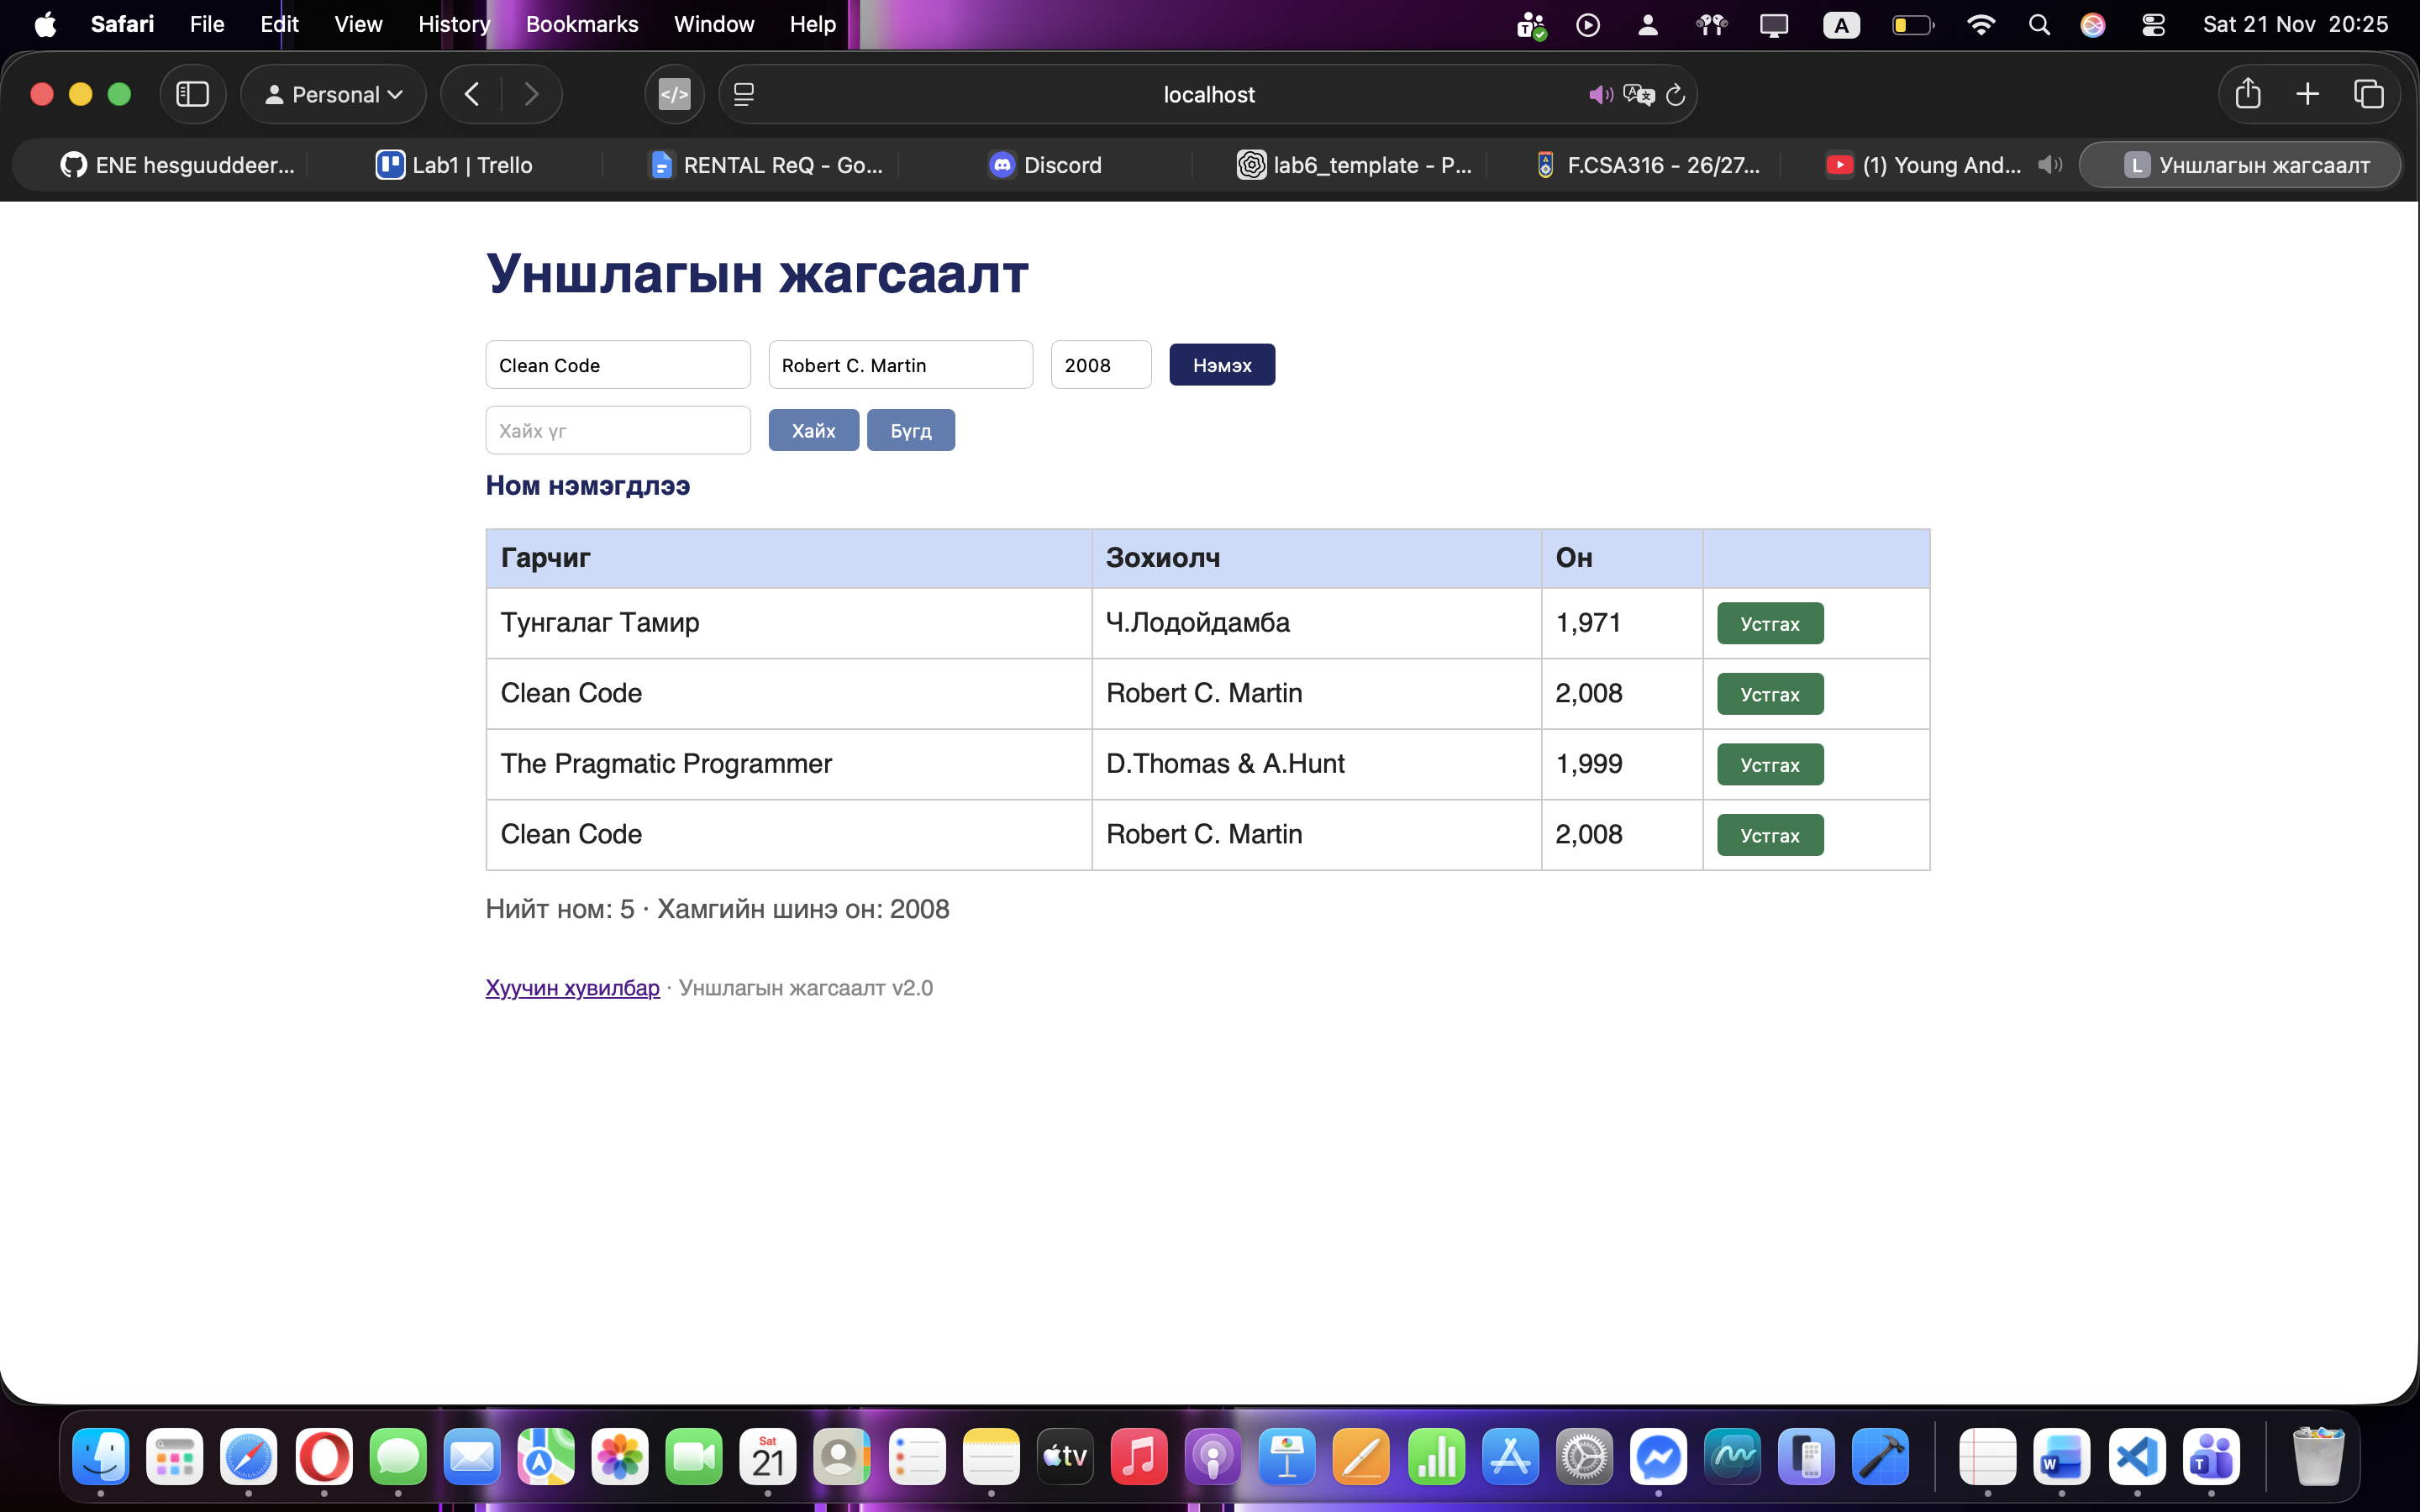 Safari File Edit View History Bookmarks Window Help A Sat 21 Nov 20:25
Personal </> localhost
ENE hesguuddeer... Lab1 | Trello RENTAL ReQ - Go... Discord lab6_template - P... F.CSA316 - 26/27... (1) Young And... L Уншлагын жагсаалт
Уншлагын жагсаалт
Clean Code Robert C. Martin 2008 Нэмэх
Хайх үг Хайх Бүгд
Ном нэмэгдлээ
Гарчиг Зохиолч Он
Тунгалаг Тамир Ч.Лодойдамба 1,971 Устгах
Clean Code Robert C. Martin 2,008 Устгах
The Pragmatic Programmer D.Thomas & A.Hunt 1,999 Устгах
Clean Code Robert C. Martin 2,008 Устгах
Нийт ном: 5 · Хамгийн шинэ он: 2008
Хуучин хувилбар · Уншлагын жагсаалт v2.0
Sat
21 tv W T